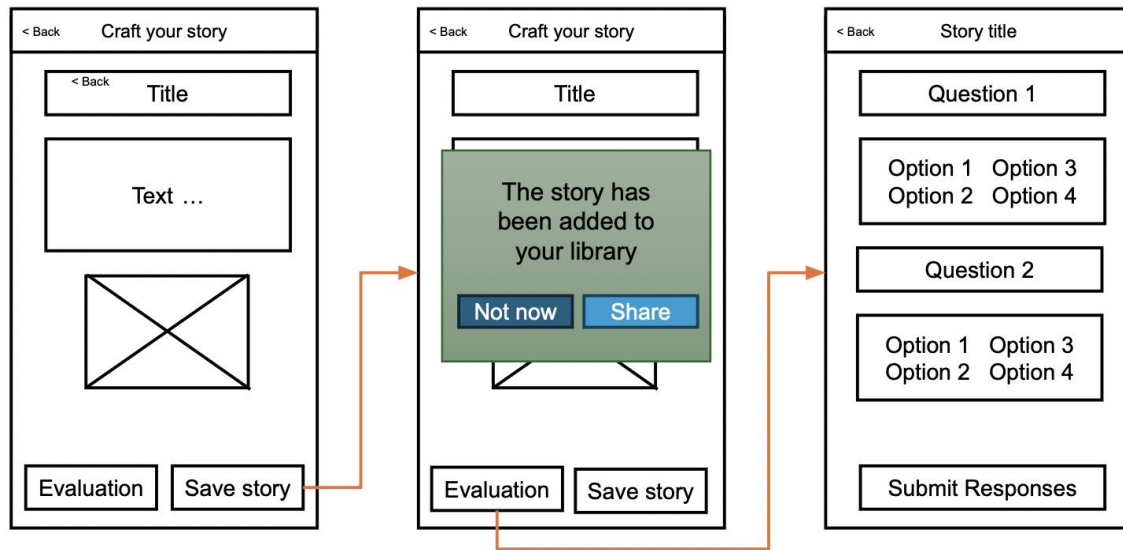 < Back Craft your story
< Back
Title
Text ...
Evaluation Save story
< Back Craft your story
Title
The story has
been added to
your library
Not now Share
Evaluation Save story
< Back Story title
Question 1
Option 1 Option 3
Option 2 Option 4
Question 2
Option 1 Option 3
Option 2 Option 4
Submit Responses